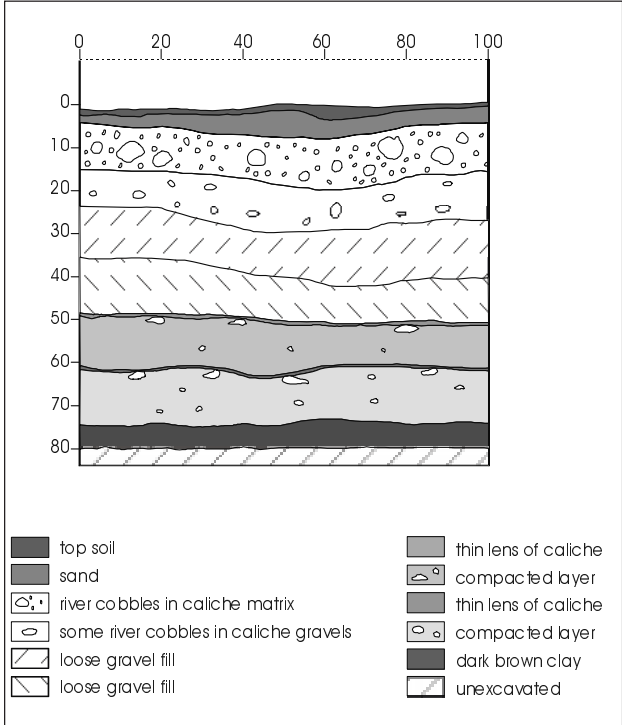 0 20 40 60 80 100
0
10
20
30
40
50
60
70
80
top soil
sand
river cobbles in caliche matrix
some river cobbles in caliche gravels
loose gravel fill
loose gravel fill
thin lens of caliche
compacted layer
thin lens of caliche
compacted layer
dark brown clay
unexcavated